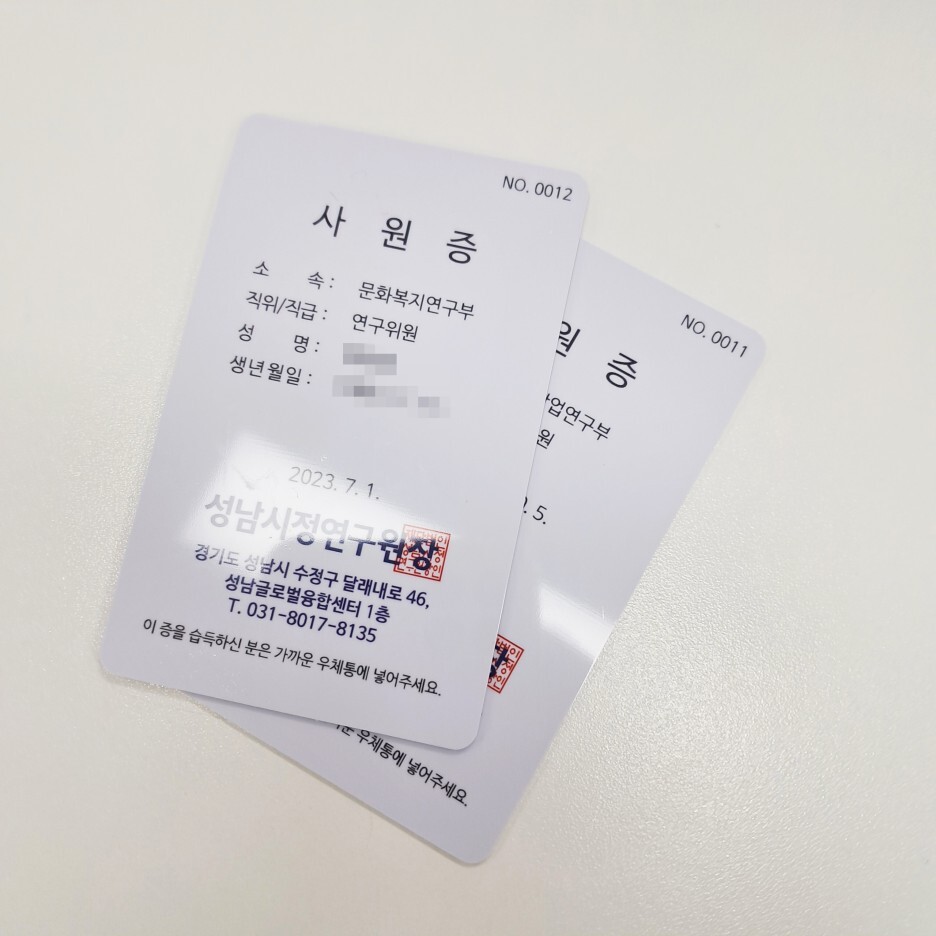 NO. 0012
사 원 증
소 속 : 문화복지연구부
직위/직급 : 연구위원
성 명 :
생년월일 :
2023. 7. 1.
성남시정연구원장
경기도 성남시 수정구 달래내로 46,
성남글로벌융합센터 1층
T. 031-8017-8135
이 증을 습득하신 분은 가까운 우체통에 넣어주세요.
NO. 0011
원 증
업연구부
원
5.
우체통에 넣어주세요.